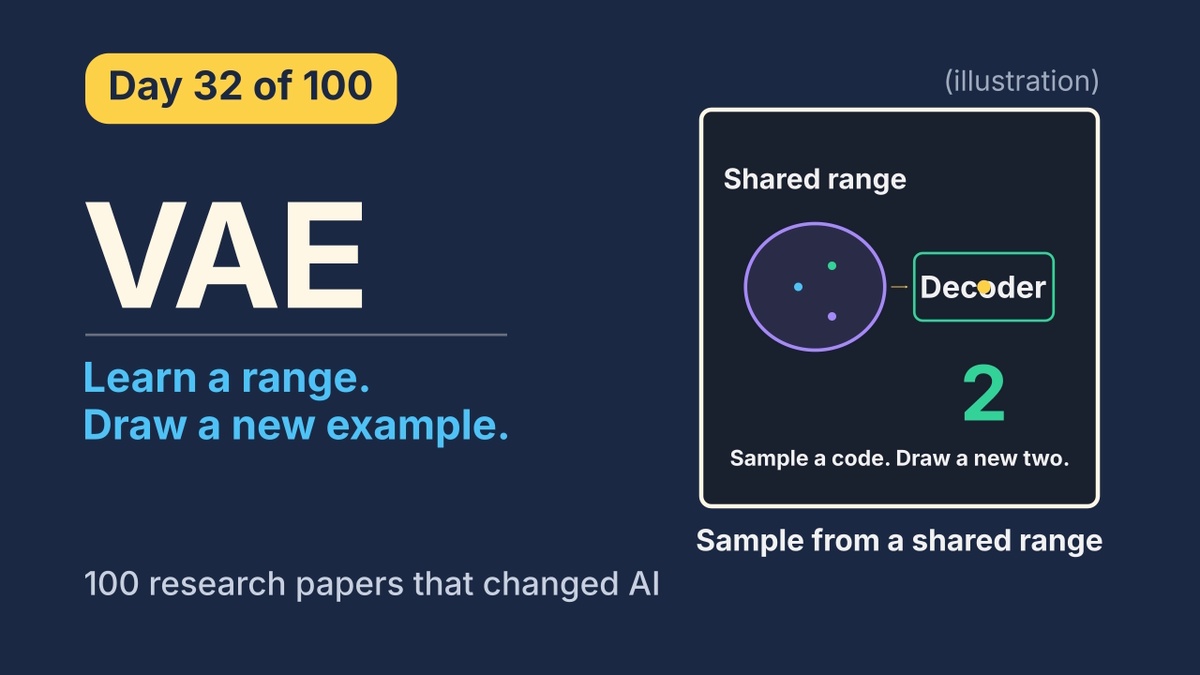 Day 32 of 100
(illustration)
VAE
Learn a range.
Draw a new example.
Shared range
Decoder
2
Sample a code. Draw a new two.
Sample from a shared range
100 research papers that changed AI